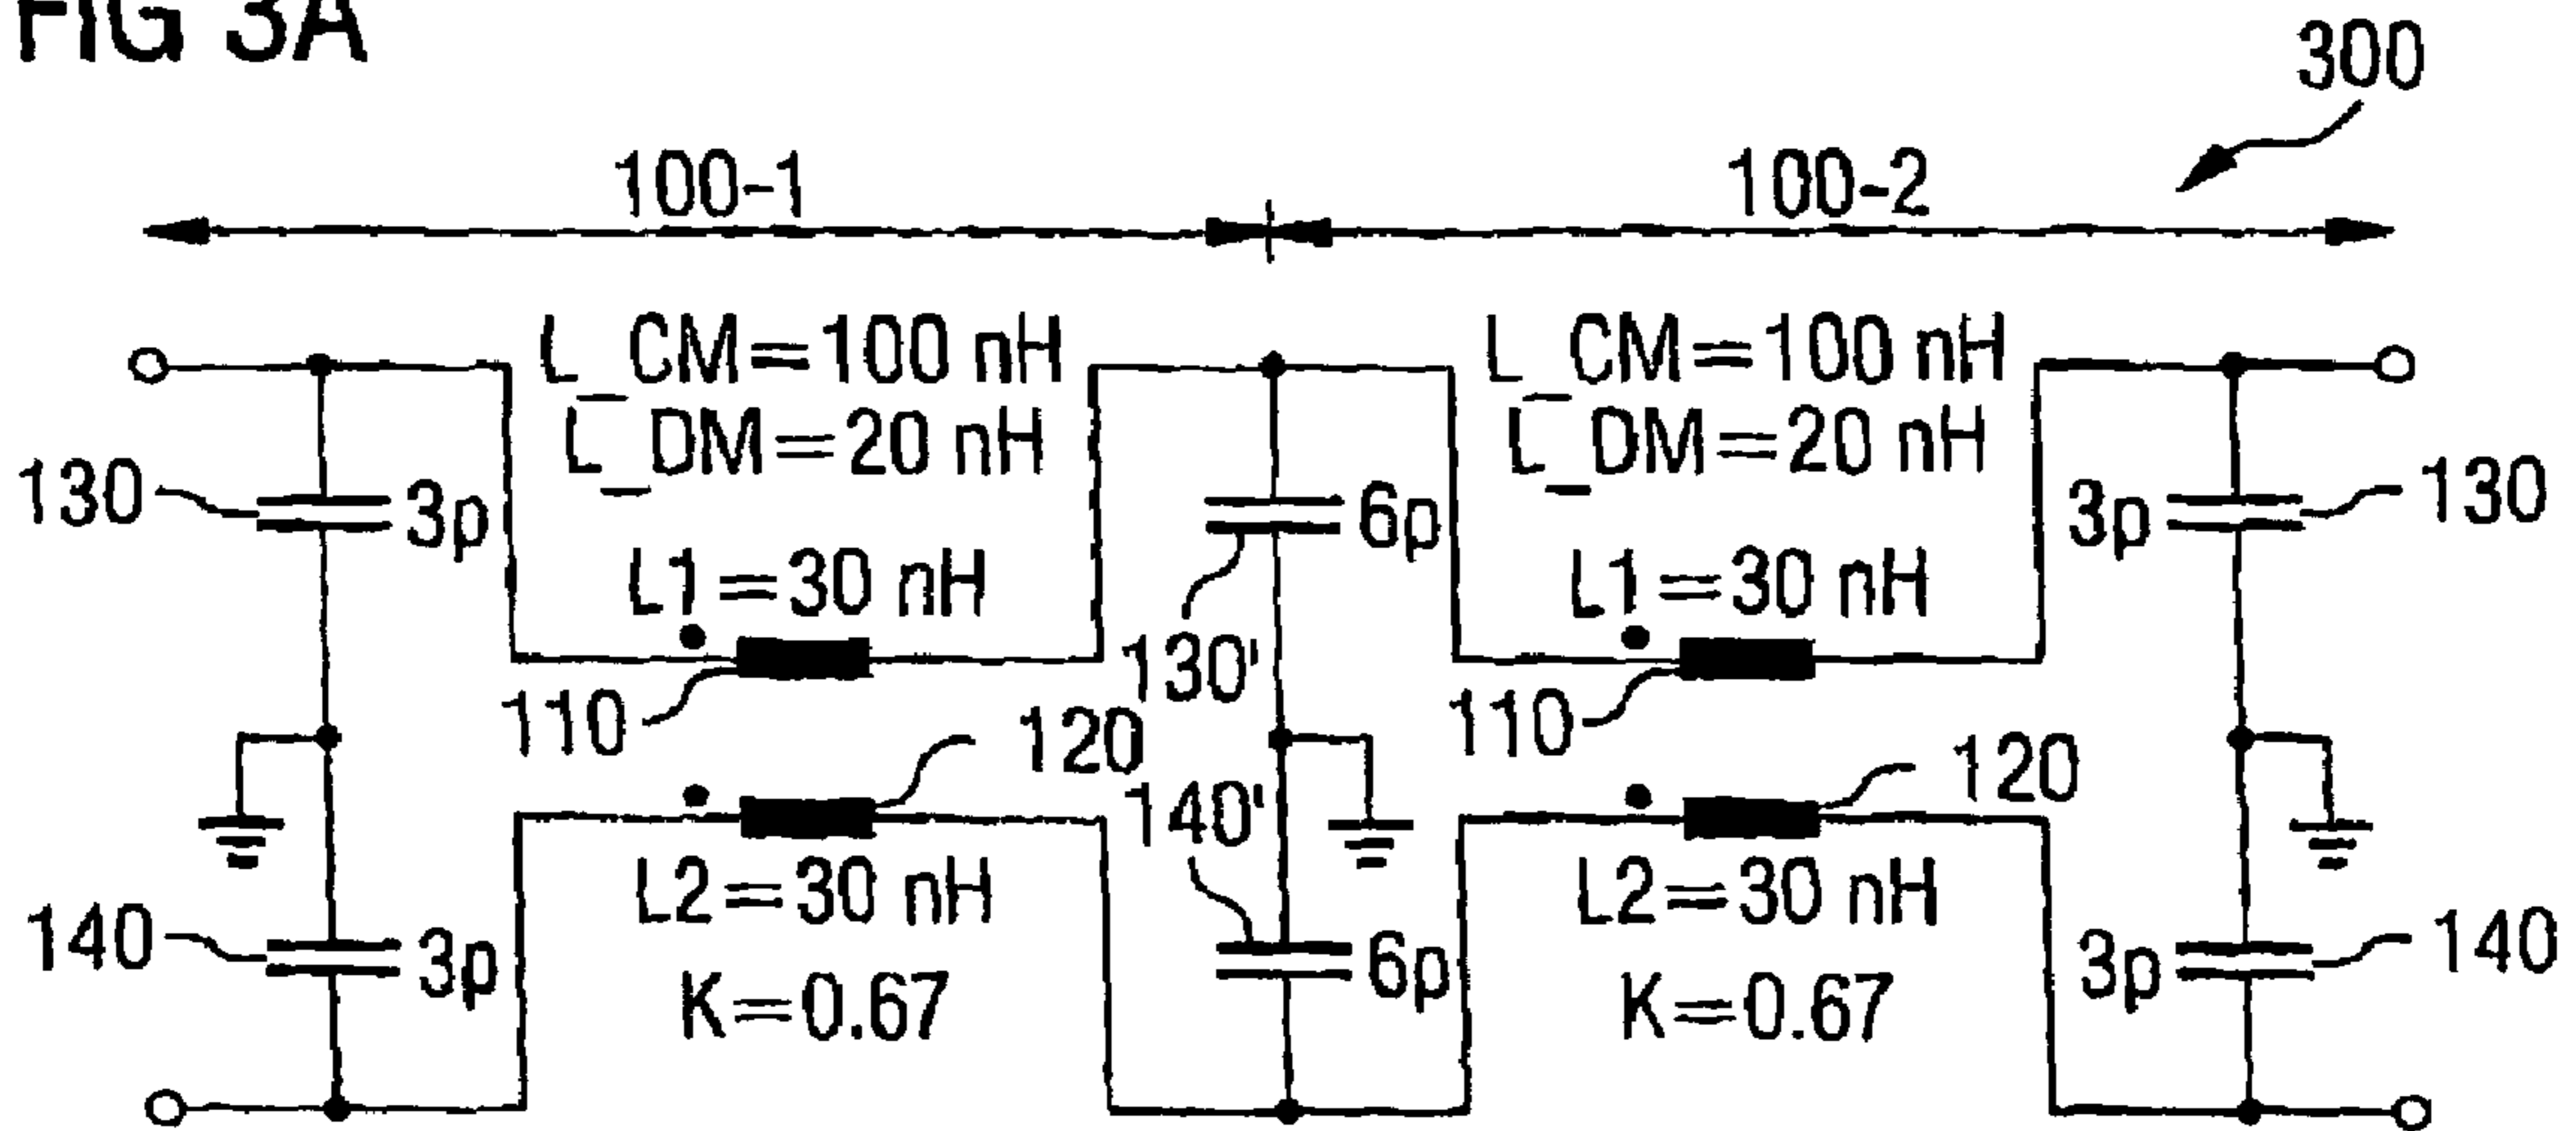 FIG 3A
300
100-1
100-2
L_CM=100 nH
L_DM=20 nH
L_CM=100 nH
L_DM=20 nH
130
3p
6p
3p
130
L1=30 nH
L1=30 nH
110
130'
110
120
120
140'
140
3p
L2=30 nH
6p
L2=30 nH
3p
140
K=0.67
K=0.67